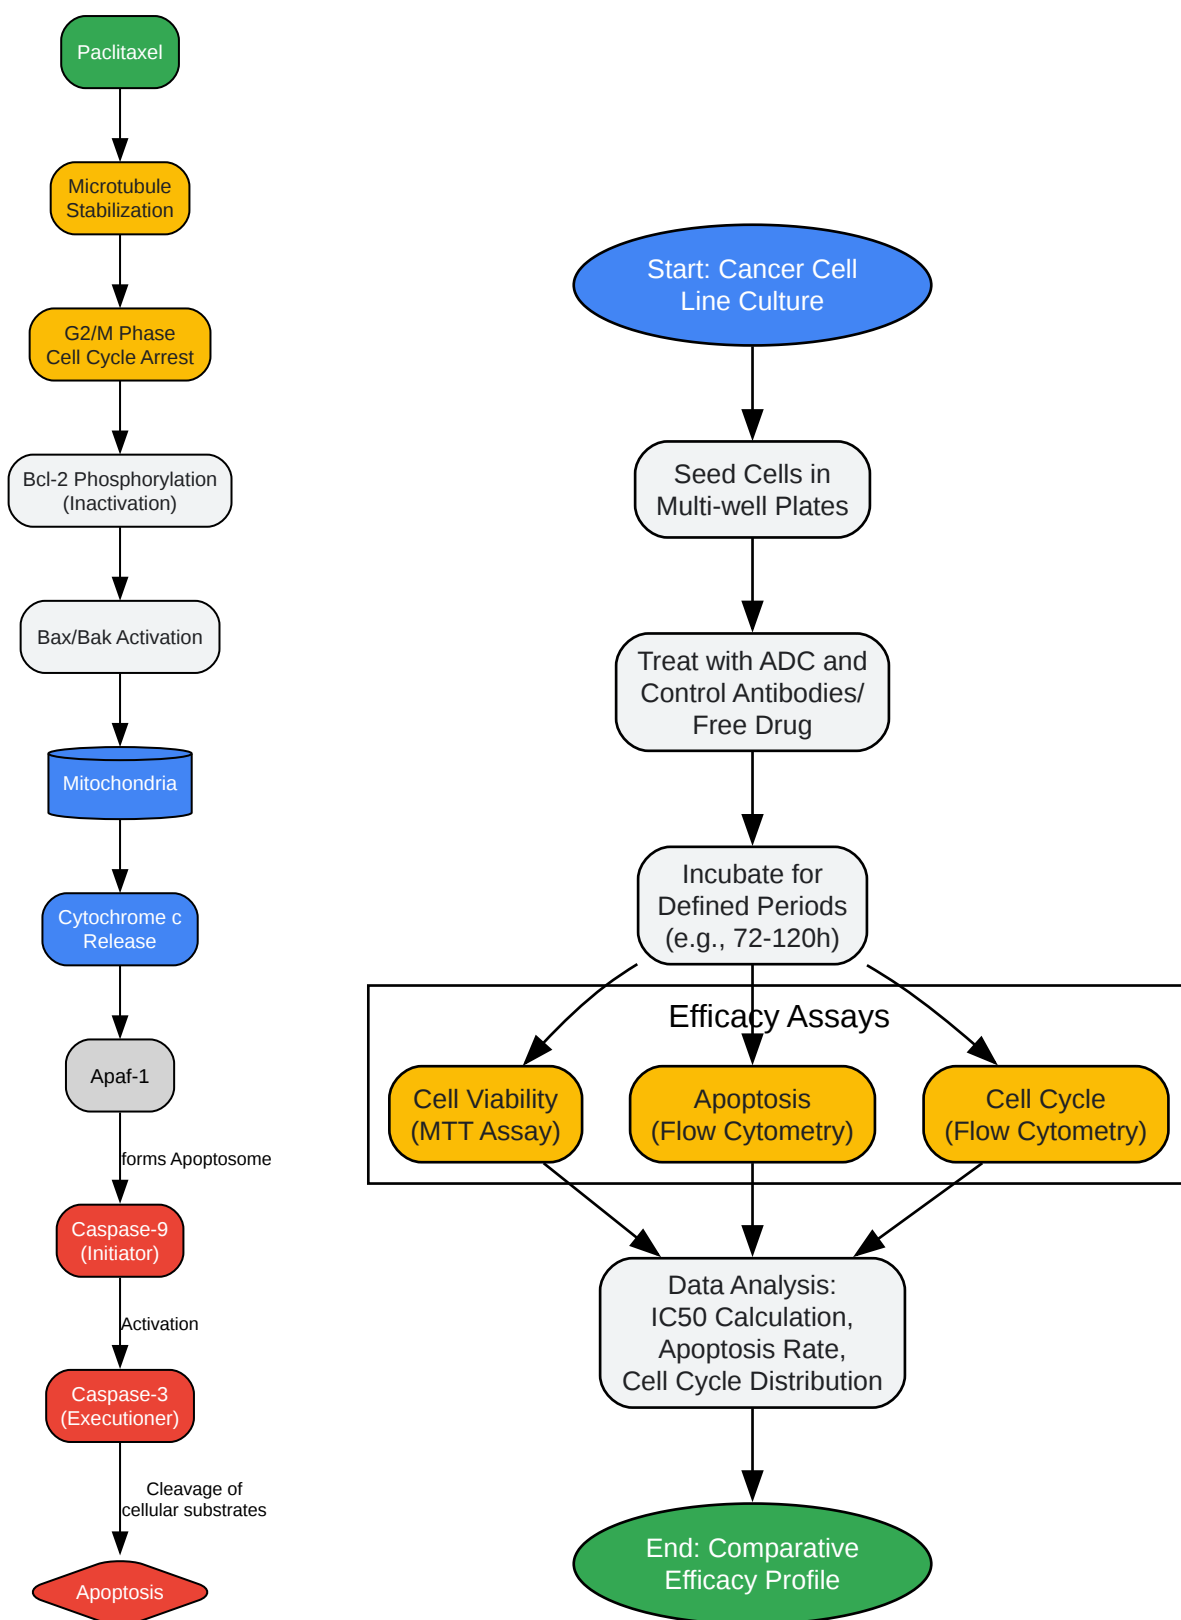 Paclitaxel
Microtubule
Stabilization
G2/M Phase
Cell Cycle Arrest
Bcl-2 Phosphorylation
(Inactivation)
Bax/Bak Activation
Mitochondria
Cytochrome c
Release
Apaf-1
forms Apoptosome
Caspase-9
(Initiator)
Activation
Caspase-3
(Executioner)
Cleavage of
cellular substrates
Apoptosis
Start: Cancer Cell
Line Culture
Seed Cells in
Multi-well Plates
Treat with ADC and
Control Antibodies/
Free Drug
Incubate for
Defined Periods
(e.g., 72-120h)
Efficacy Assays
Cell Viability
(MTT Assay)
Apoptosis
(Flow Cytometry)
Cell Cycle
(Flow Cytometry)
Data Analysis:
IC50 Calculation,
Apoptosis Rate,
Cell Cycle Distribution
End: Comparative
Efficacy Profile